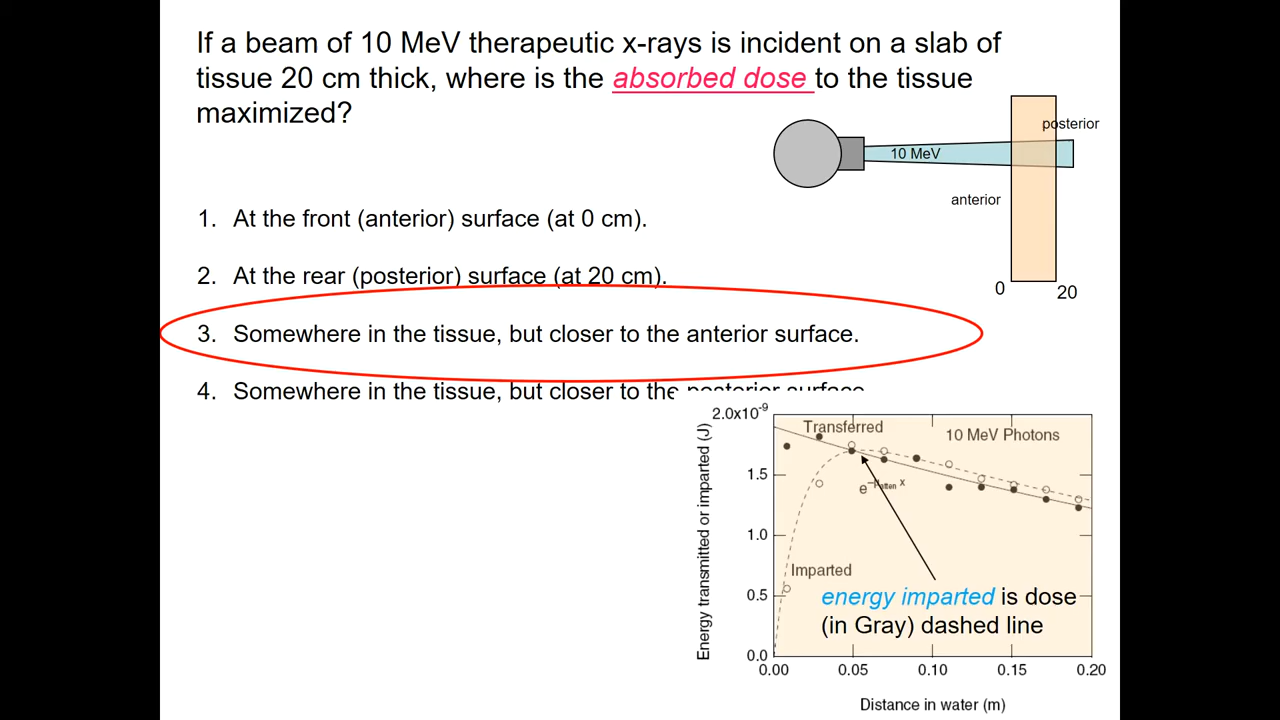 If a beam of 10 MeV therapeutic x-rays is incident on a slab of
tissue 20 cm thick, where is the absorbed dose to the tissue
maximized?
posterior
10 MeV
anterior
0
20
1. At the front (anterior) surface (at 0 cm).
2. At the rear (posterior) surface (at 20 cm).
3. Somewhere in the tissue, but closer to the anterior surface.
4. Somewhere in the tissue, but closer to the posterior surface
2.0x10-9
Transferred
10 MeV Photons
1.5
e-μatten x
1.0
Imparted
0.5
energy imparted is dose
(in Gray) dashed line
0.0
0.00 0.05 0.10 0.15 0.20
Distance in water (m)
Energy transmitted or imparted (J)